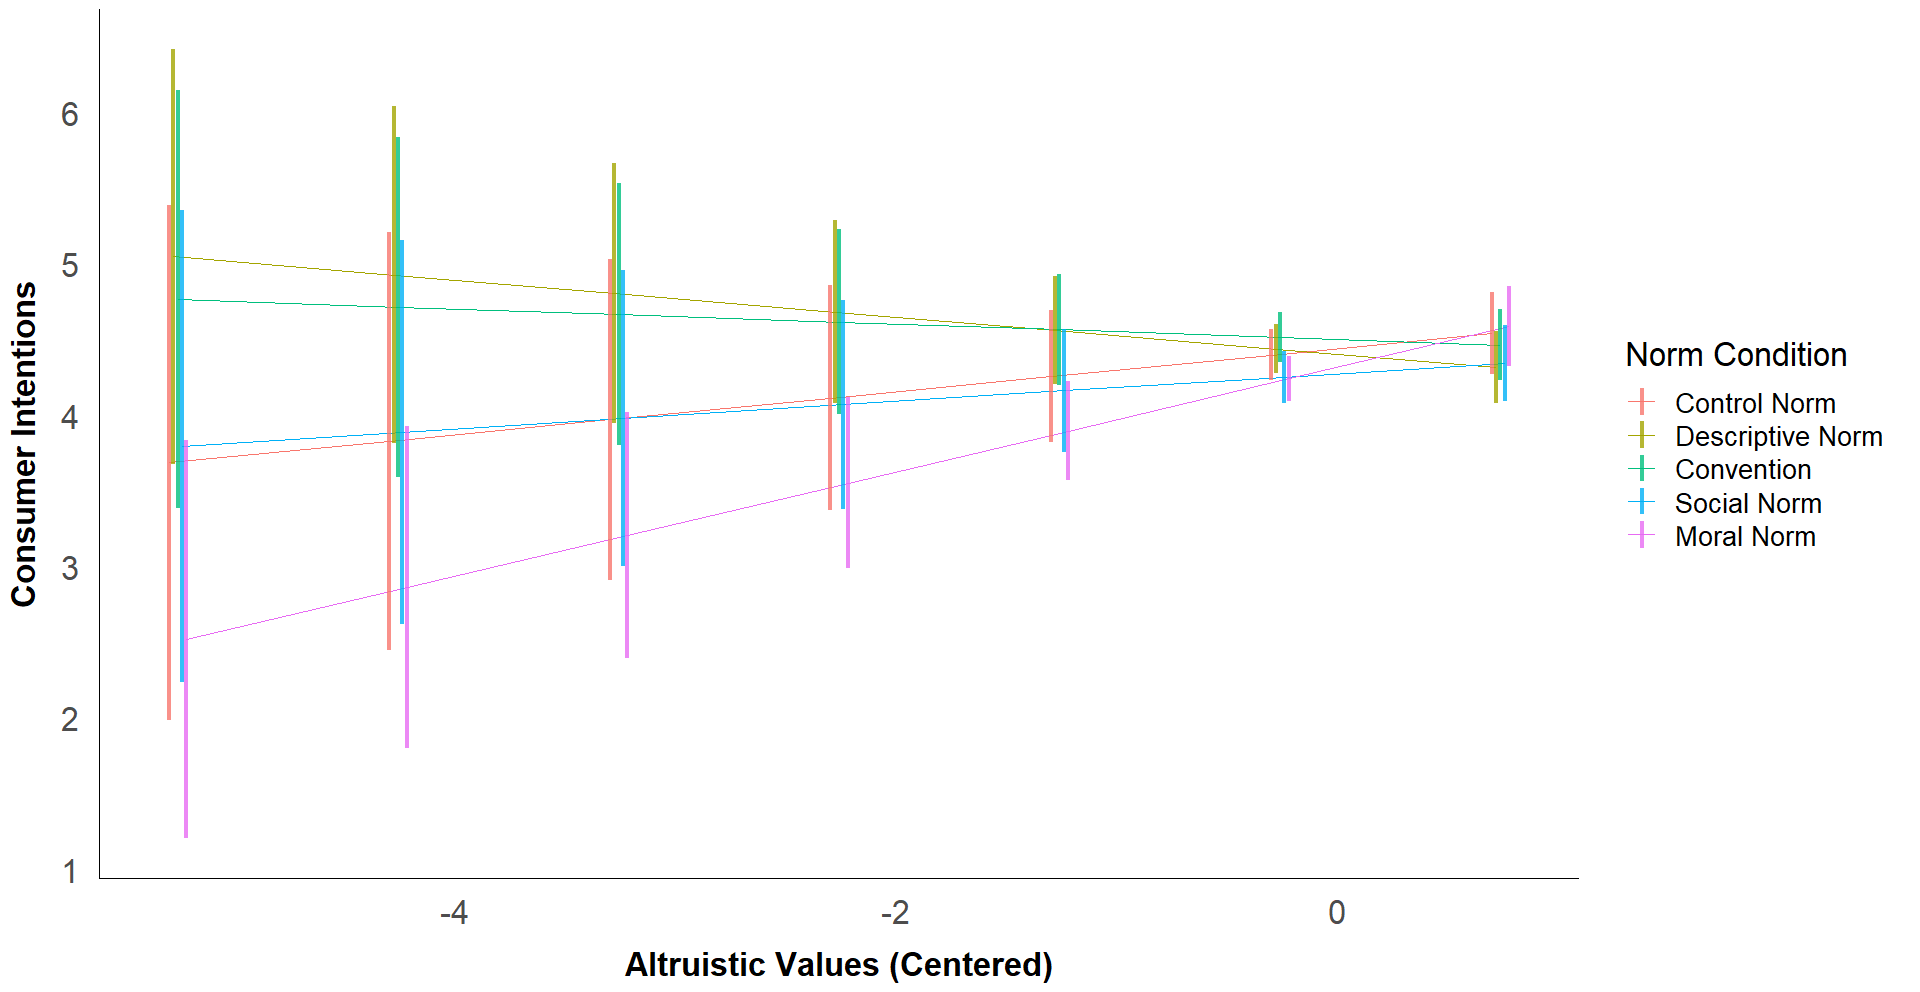 Consumer Intentions
6
5
4
3
2
1
-4
-2
0
Altruistic Values (Centered)
Norm Condition
Control Norm
Descriptive Norm
Convention
Social Norm
Moral Norm